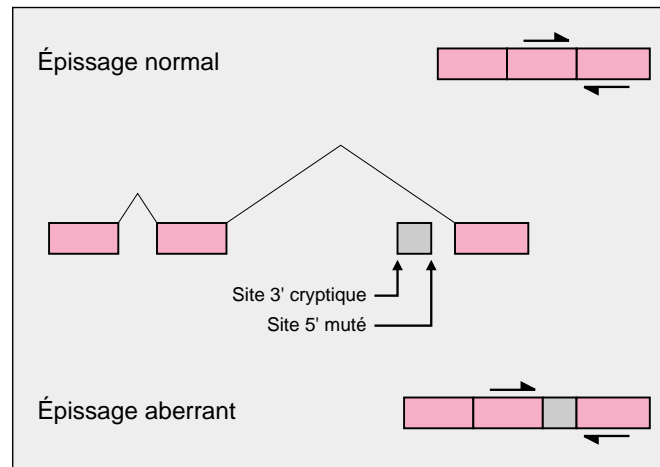 Épissage normal
Site 3' cryptique
Site 5' muté
Épissage aberrant